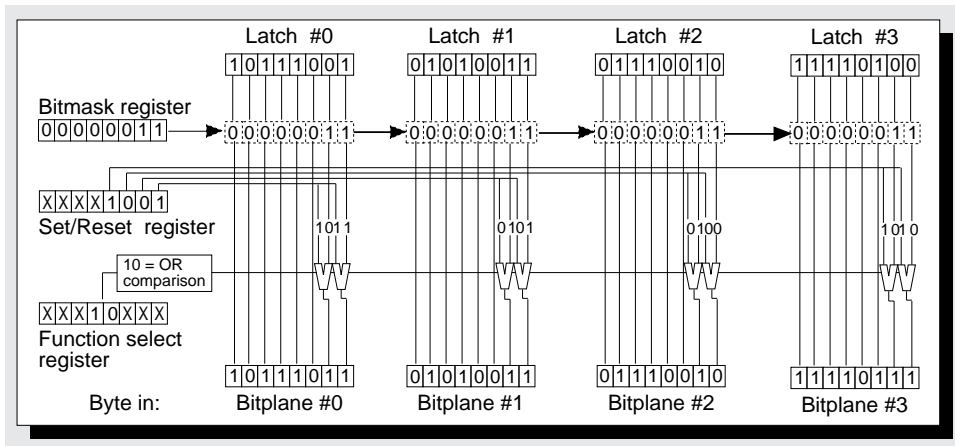 Latch #0 Latch #1 Latch #2 Latch #3
10111001 01010011 01110010 11110100
Bitmask register
00000011 00000011 00000011 00000011 00000011
XXXX1001
Set/Reset register
1011 0101 0100 1010
10 = OR
comparison
XXX10XXX
Function select
register
10111011 01010011 01110010 11110111
Byte in: Bitplane #0 Bitplane #1 Bitplane #2 Bitplane #3